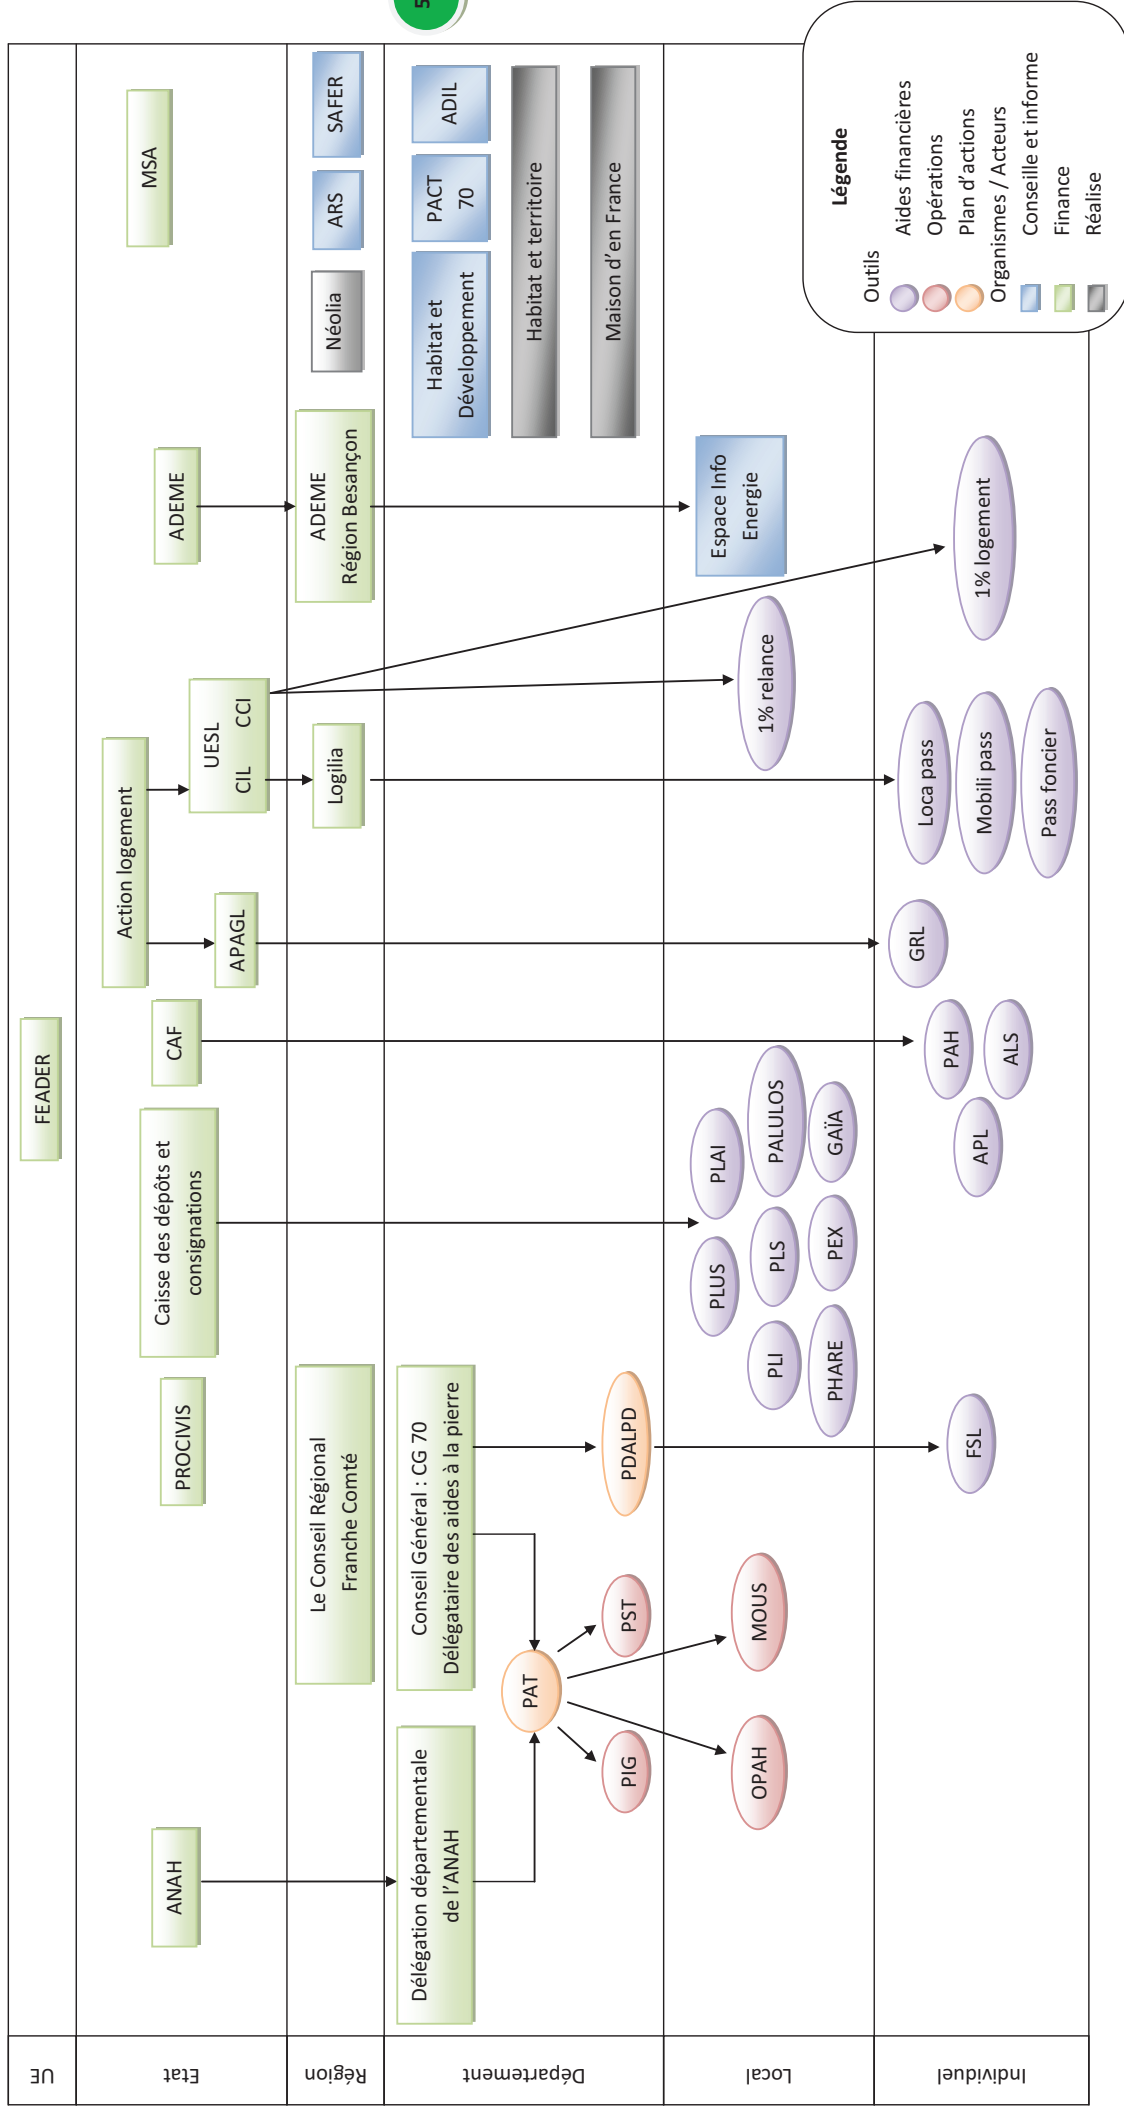 UE
FEADER
Etat
ANAH
PROCIVIS
Caisse des dépôts et
consignations
CAF
Action logement
APAGL
UESL
CIL CCI
ADEME
MSA
Région
Le Conseil Régional
Franche Comté
Logilia
ADEME
Région Besançon
Néolia
ARS
SAFER
Département
Délégation départementale
de l'ANAH
Conseil Général : CG 70
Délégataire des aides à la pierre
PAT
PIG
PST
PDALPD
Habitat et
Développement
PACT
70
ADIL
Habitat et territoire
Maison d'en France
Local
OPAH
MOUS
PLUS
PLAI
PLI
PLS
PALULOS
PHARE
PEX
GAÏA
1% relance
Espace Info
Energie
Individuel
FSL
APL
PAH
ALS
GRL
Loca pass
Mobili pass
Pass foncier
1% logement
Légende
Outils
Aides financières
Opérations
Plan d'actions
Organismes / Acteurs
Conseille et informe
Finance
Réalise
5